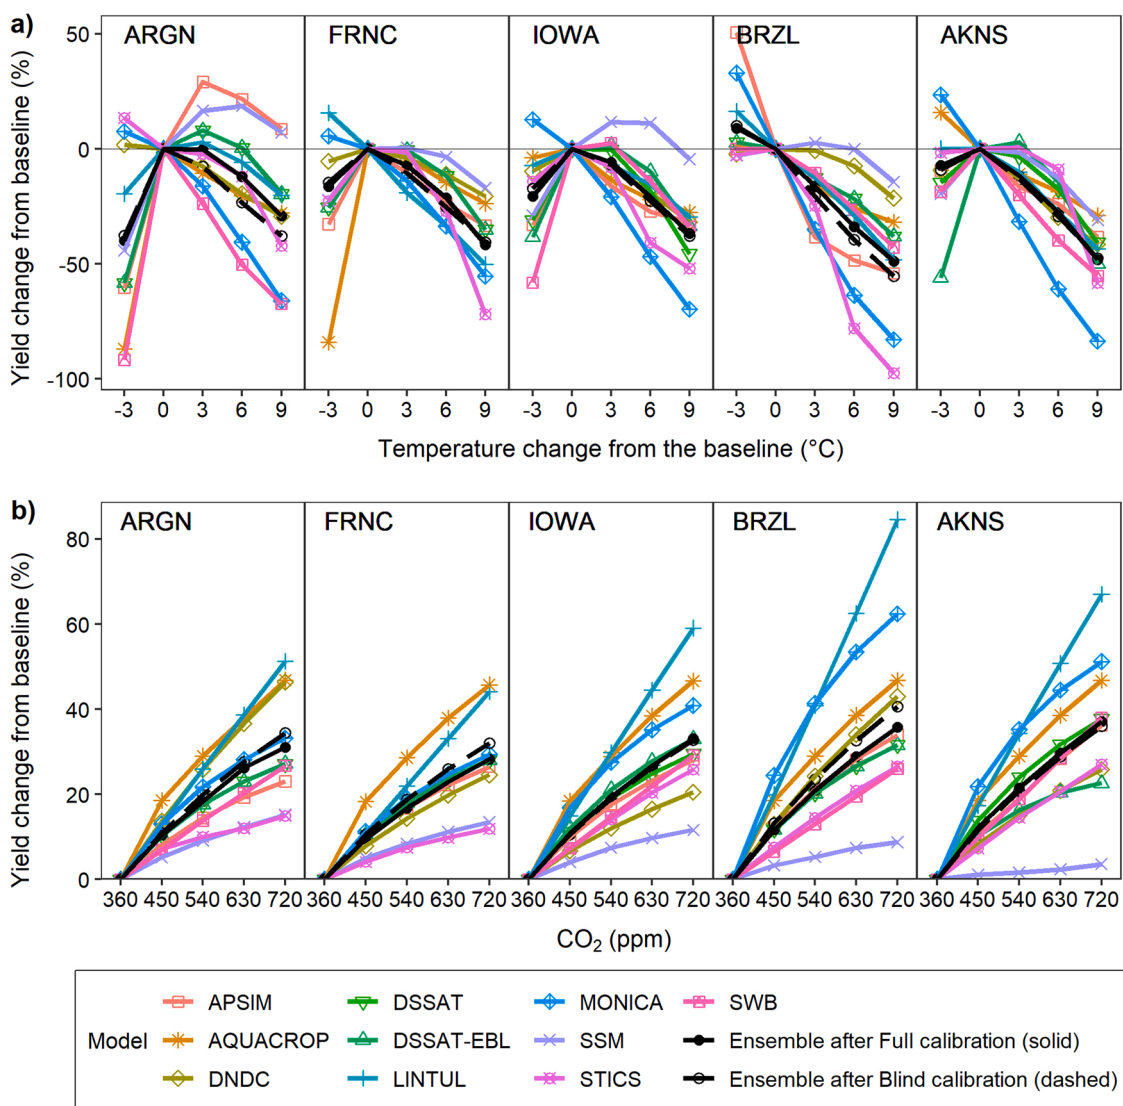 a)
Yield change from baseline (%)
ARGN FRNC IOWA BRZL AKNS
50
0
-50
-100
-3 0 3 6 9 -3 0 3 6 9 -3 0 3 6 9 -3 0 3 6 9 -3 0 3 6 9
Temperature change from the baseline (°C)
b)
Yield change from baseline (%)
ARGN FRNC IOWA BRZL AKNS
80
60
40
20
0
360 450 540 630 720 360 450 540 630 720 360 450 540 630 720 360 450 540 630 720 360 450 540 630 720
CO₂ (ppm)
Model
APSIM DSSAT MONICA SWB
AQUACROP DSSAT-EBL SSM Ensemble after Full calibration (solid)
DNDC LINTUL STICS Ensemble after Blind calibration (dashed)